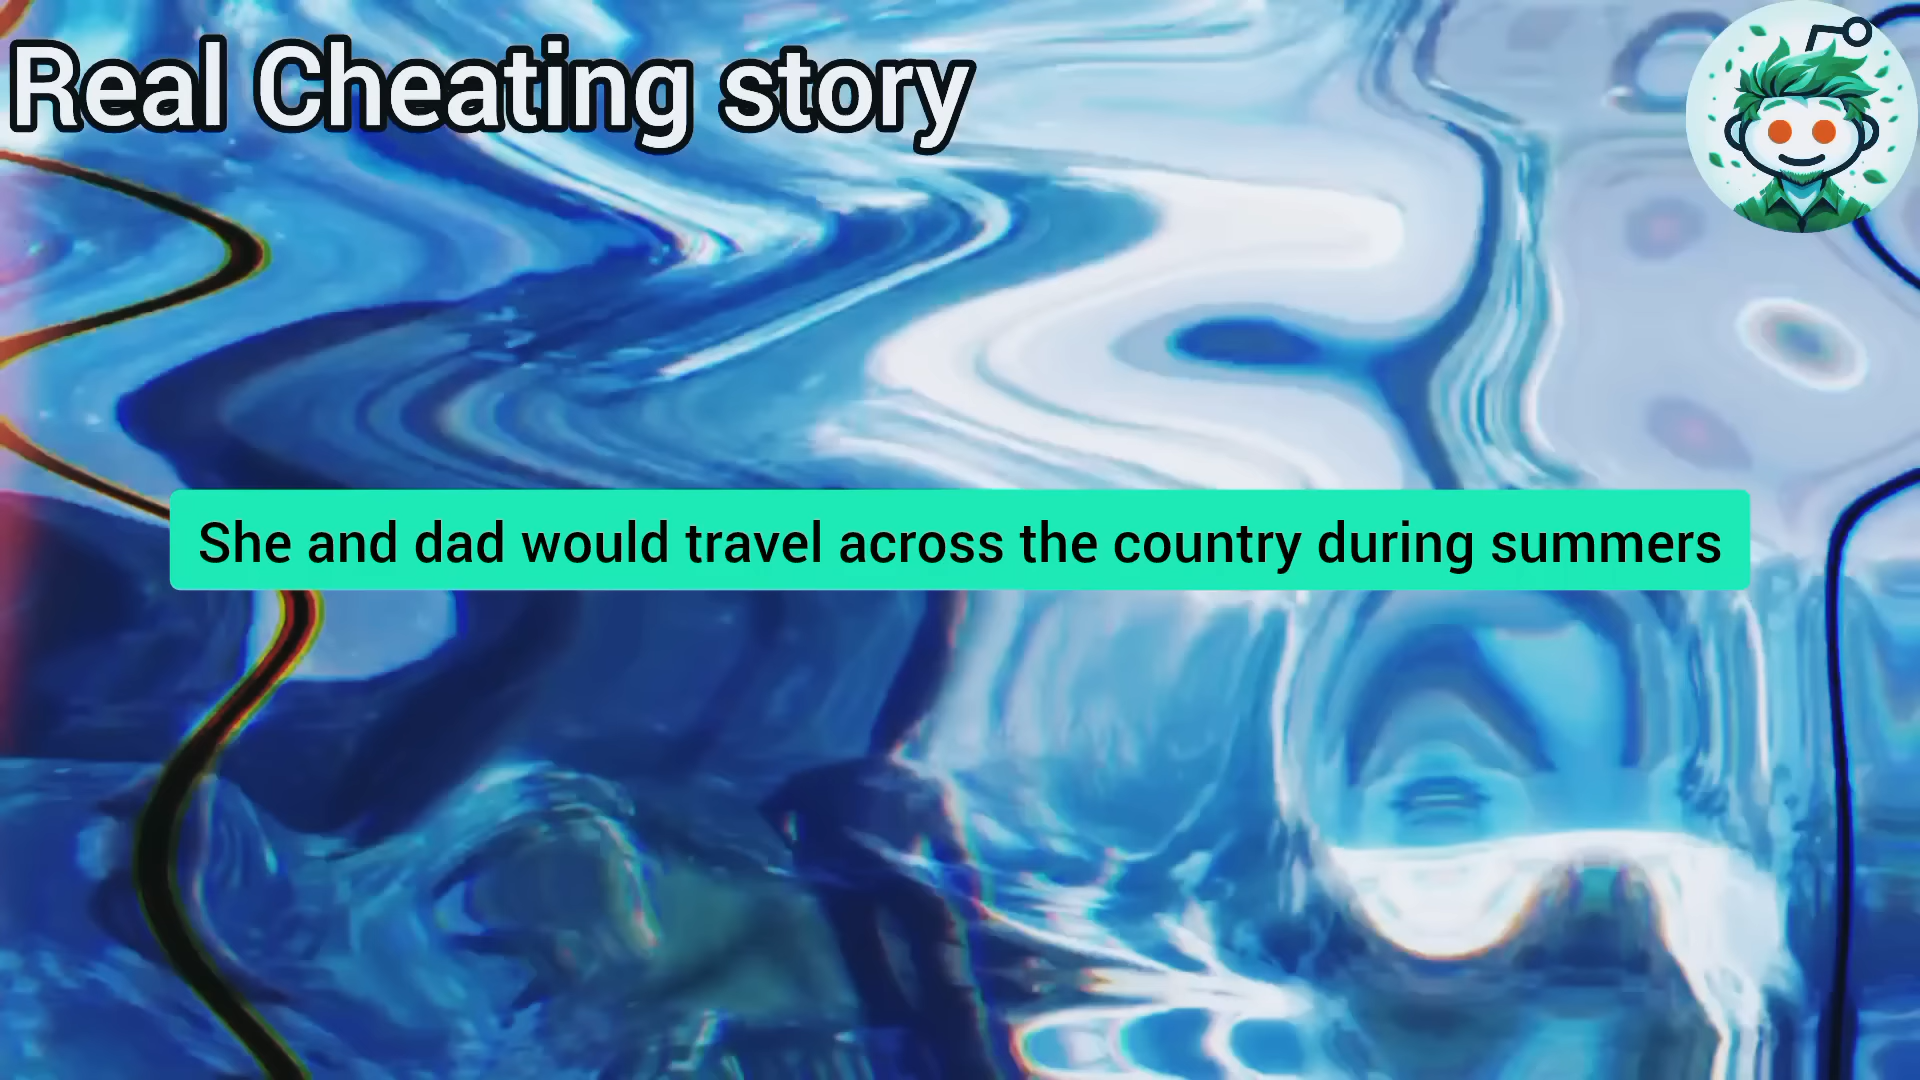 Real Cheating story
She and dad would travel across the country during summers